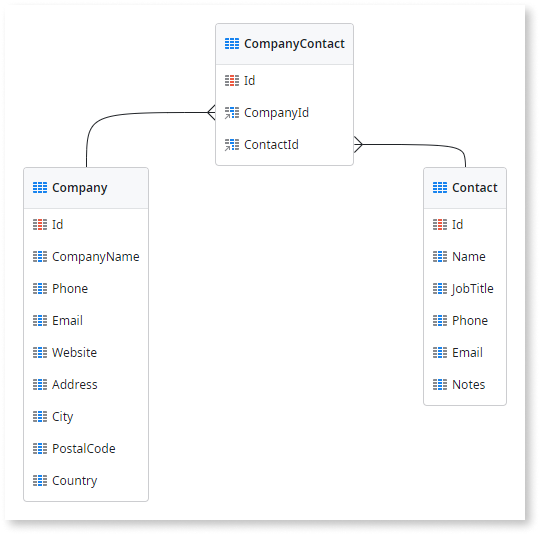 CompanyContact
Id
CompanyId
ContactId
Company
Id
CompanyName
Phone
Email
Website
Address
City
PostalCode
Country
Contact
Id
Name
JobTitle
Phone
Email
Notes